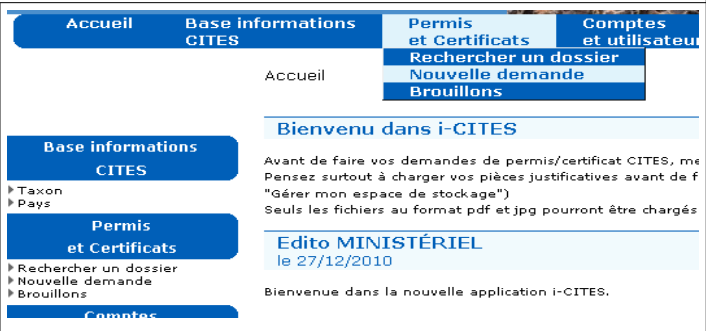 Accueil
Base informations
CITES
Permis
et Certificats
Comptes
et utilisateu
Rechercher un dossier
Nouvelle demande
Brouillons
Accueil
Base informations
CITES
Taxon
Pays
Permis
et Certificats
Rechercher un dossier
Nouvelle demande
Brouillons
Comptes
Bienvenu dans i-CITES
Avant de faire vos demandes de permis/certificat CITES, me
Pensez surtout à charger vos pièces justificatives avant de f
"Gérer mon espace de stockage")
Seuls les fichiers au format pdf et jpg pourront être chargés
Edito MINISTÉRIEL
le 27/12/2010
Bienvenue dans la nouvelle application i-CITES.